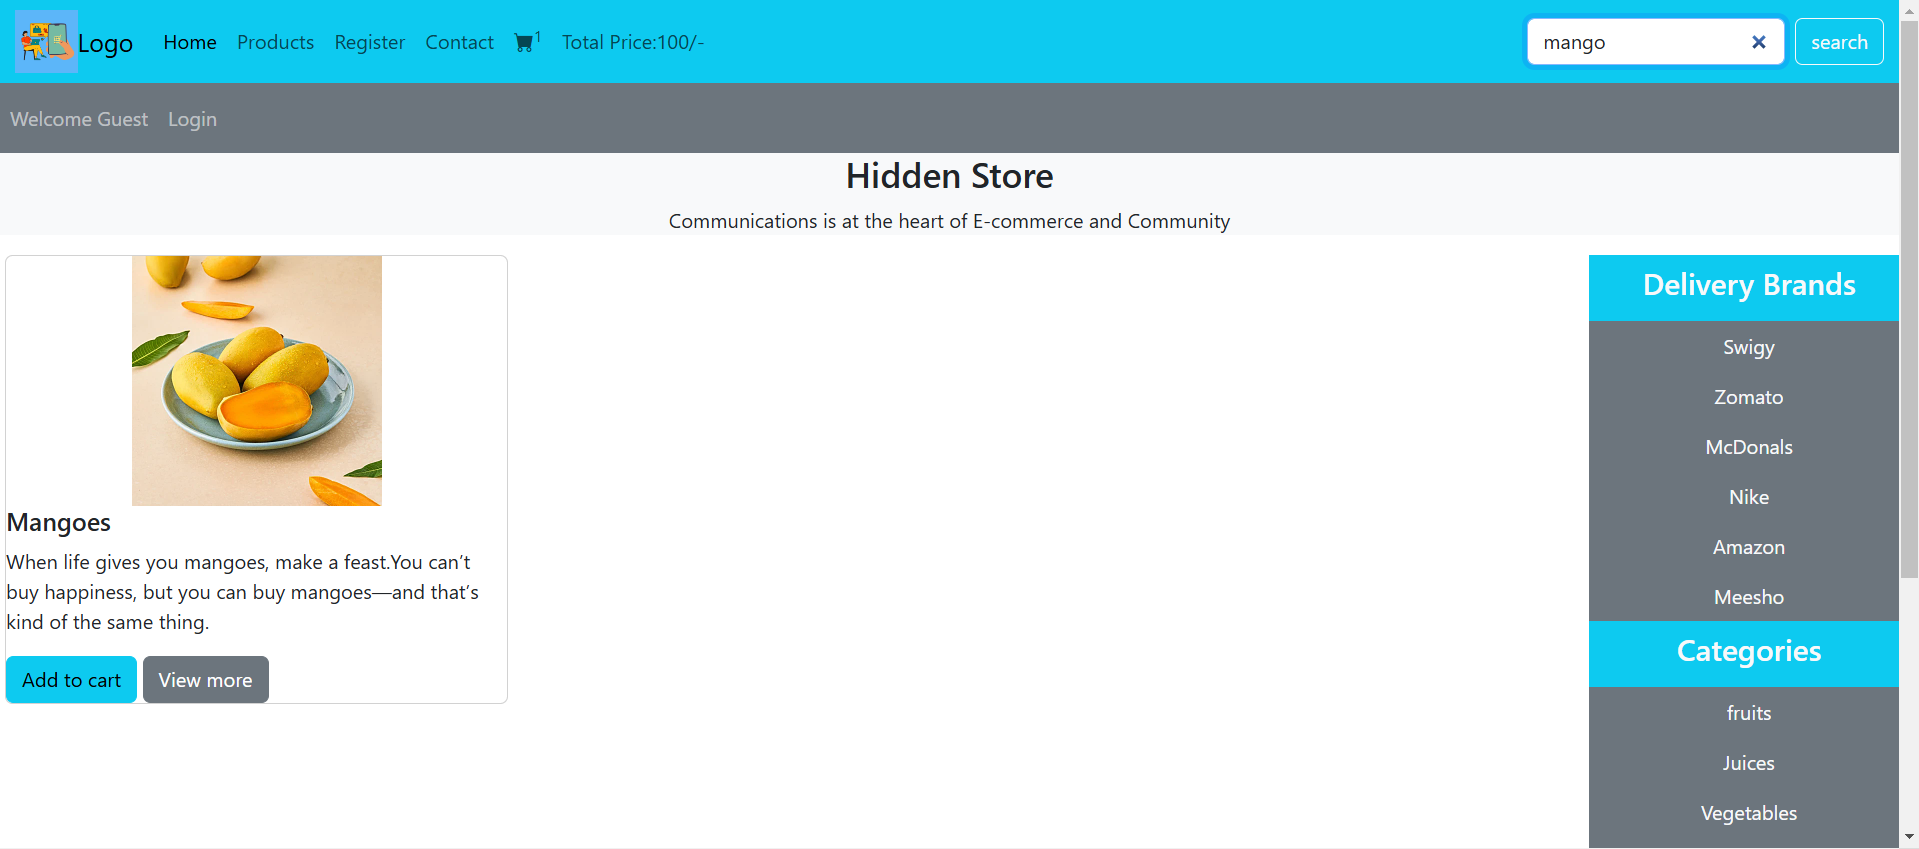 Logo Home Products Register Contact 1 Total Price:100/- mango search
Welcome Guest Login
Hidden Store
Communications is at the heart of E-commerce and Community
Mangoes
When life gives you mangoes, make a feast.You can't
buy happiness, but you can buy mangoes—and that's
kind of the same thing.
Add to cart View more
Delivery Brands
Swigy
Zomato
McDonals
Nike
Amazon
Meesho
Categories
fruits
Juices
Vegetables